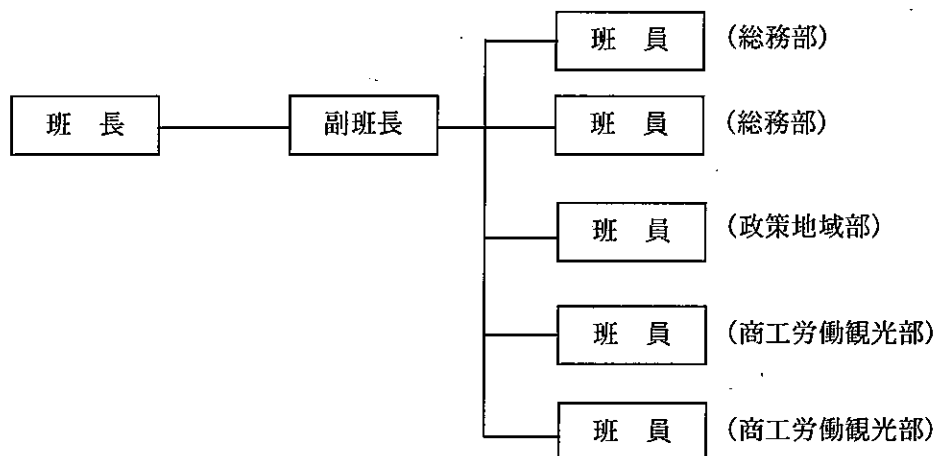 班 員 (総務部)
班 長 副班長 班 員 (総務部)
班 員 (政策地域部)
班 員 (商工労働観光部)
班 員 (商工労働観光部)